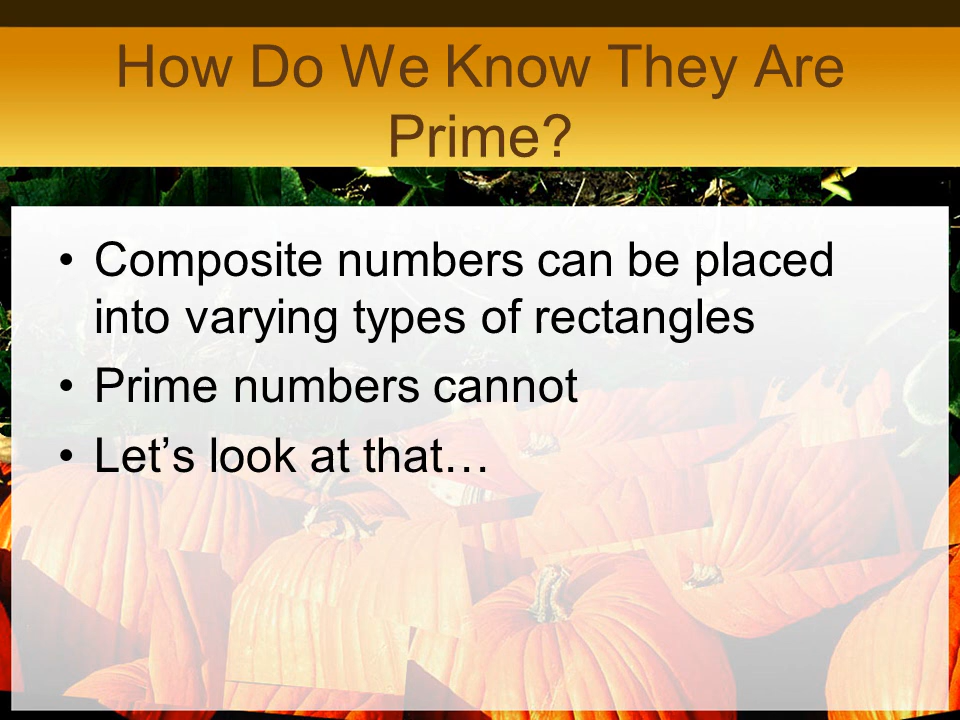 How Do We Know They Are
Prime?
• Composite numbers can be placed
into varying types of rectangles
• Prime numbers cannot
• Let’s look at that…